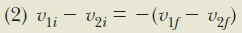 (2) v₁ᵢ − v₂ᵢ = −(v₁f − v₂f)